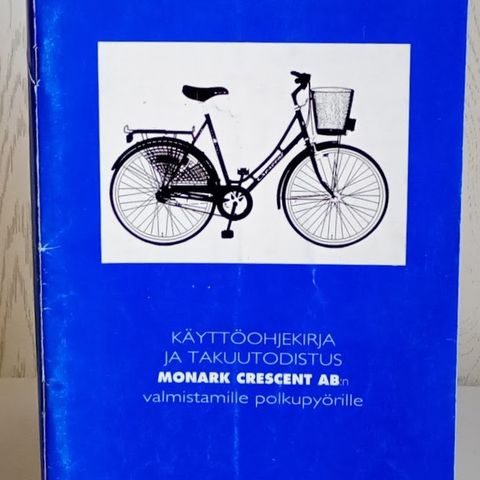 KÄYTTÖOHJEKIRJA
JA TAKUUTODISTUS
MONARK CRESCENT AB:n
valmistamille polkupyörille